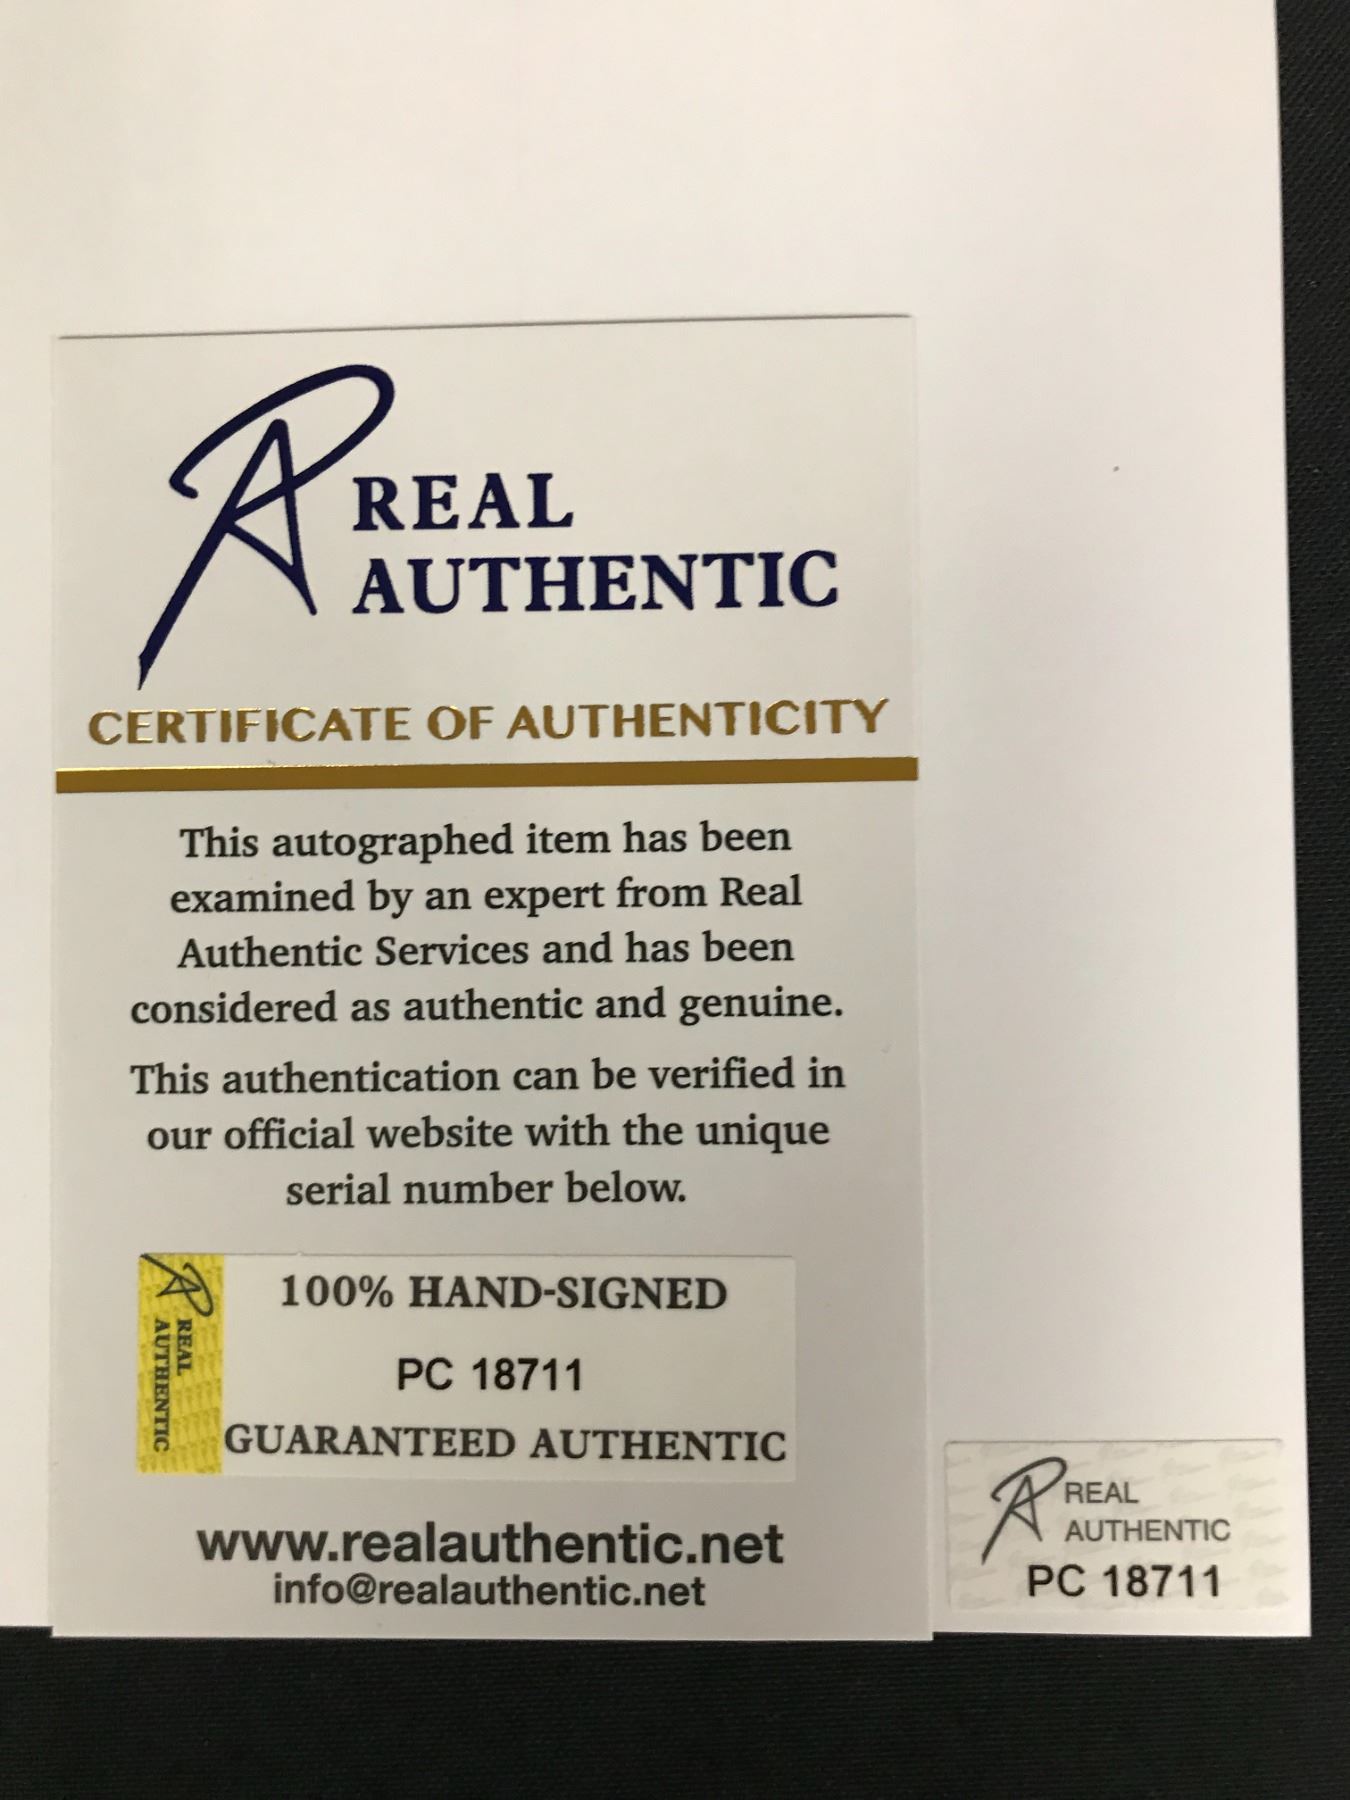 REAL
AUTHENTIC
CERTIFICATE OF AUTHENTICITY
This autographed item has been
examined by an expert from Real
Authentic Services and has been
considered as authentic and genuine.
This authentication can be verified in
our official website with the unique
serial number below.
REAL
AUTHENTIC
100% HAND-SIGNED
PC 18711
GUARANTEED AUTHENTIC
www.realauthentic.net
info@realauthentic.net
REAL
AUTHENTIC
PC 18711